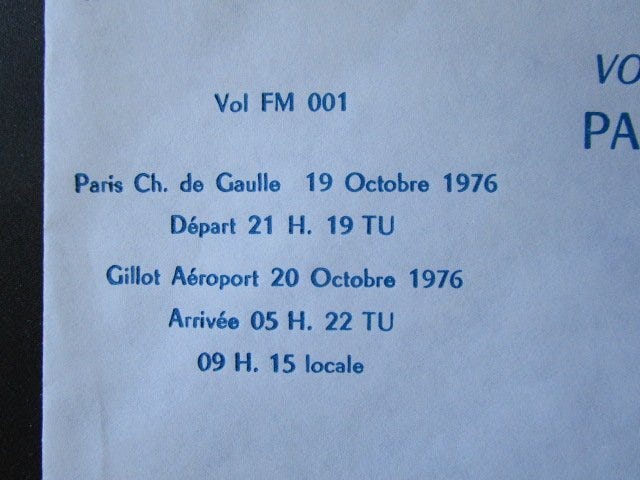 Vol FM 001
VO
PA
Paris Ch. de Gaulle 19 Octobre 1976
Départ 21 H. 19 TU
Gillot Aéroport 20 Octobre 1976
Arrivée 05 H. 22 TU
09 H. 15 locale